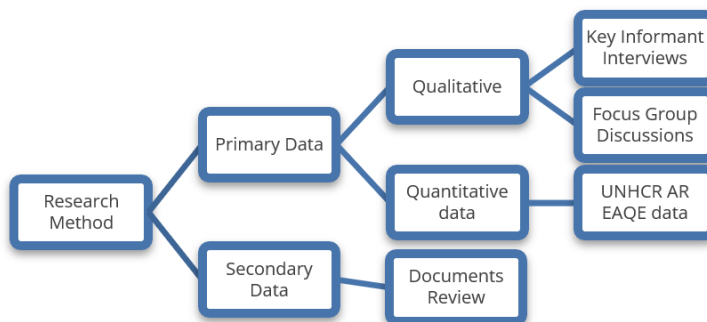 Key Informant
Interviews
Qualitative
Focus Group
Discussions
Primary Data
Quantitative
data
UNHCR AR
EAQE data
Research
Method
Secondary
Data
Documents
Review